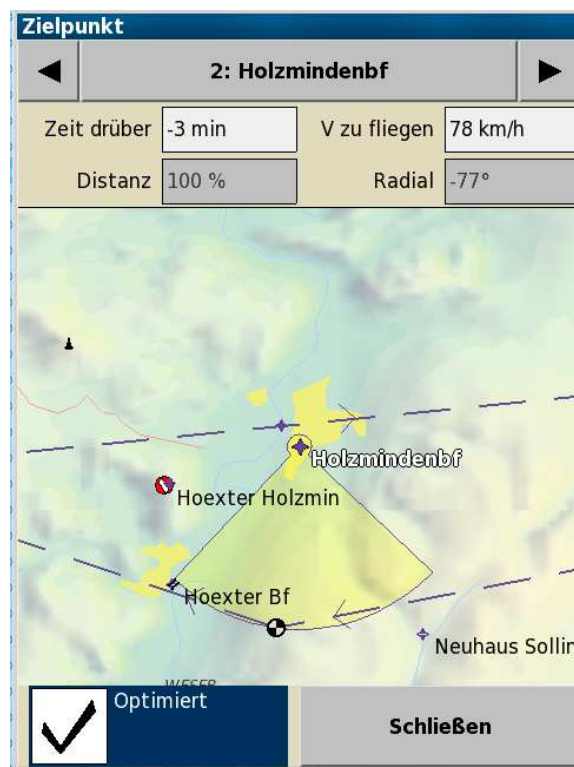 Zielpunkt
2: Holzmindenbf
Zeit drüber -3 min V zu fliegen 78 km/h
Distanz 100 % Radial -77°
Holzmindenbf
Hoexter Holzmin
Hoexter Bf
Neuhaus Sollin
WESER
Optimiert
Schließen